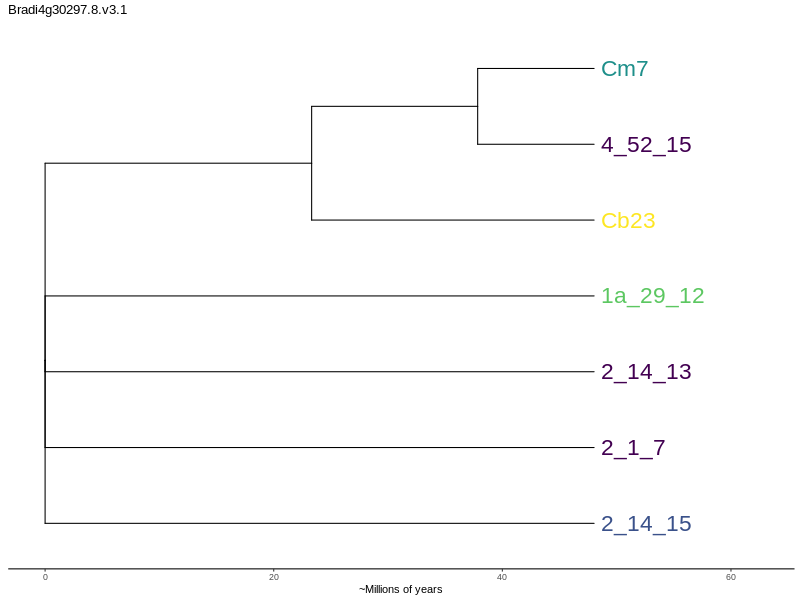 Bradi4g30297.8.v3.1
Cm7
4_52_15
Cb23
1a_29_12
2_14_13
2_1_7
2_14_15
0 20 40 60
~Millions of years